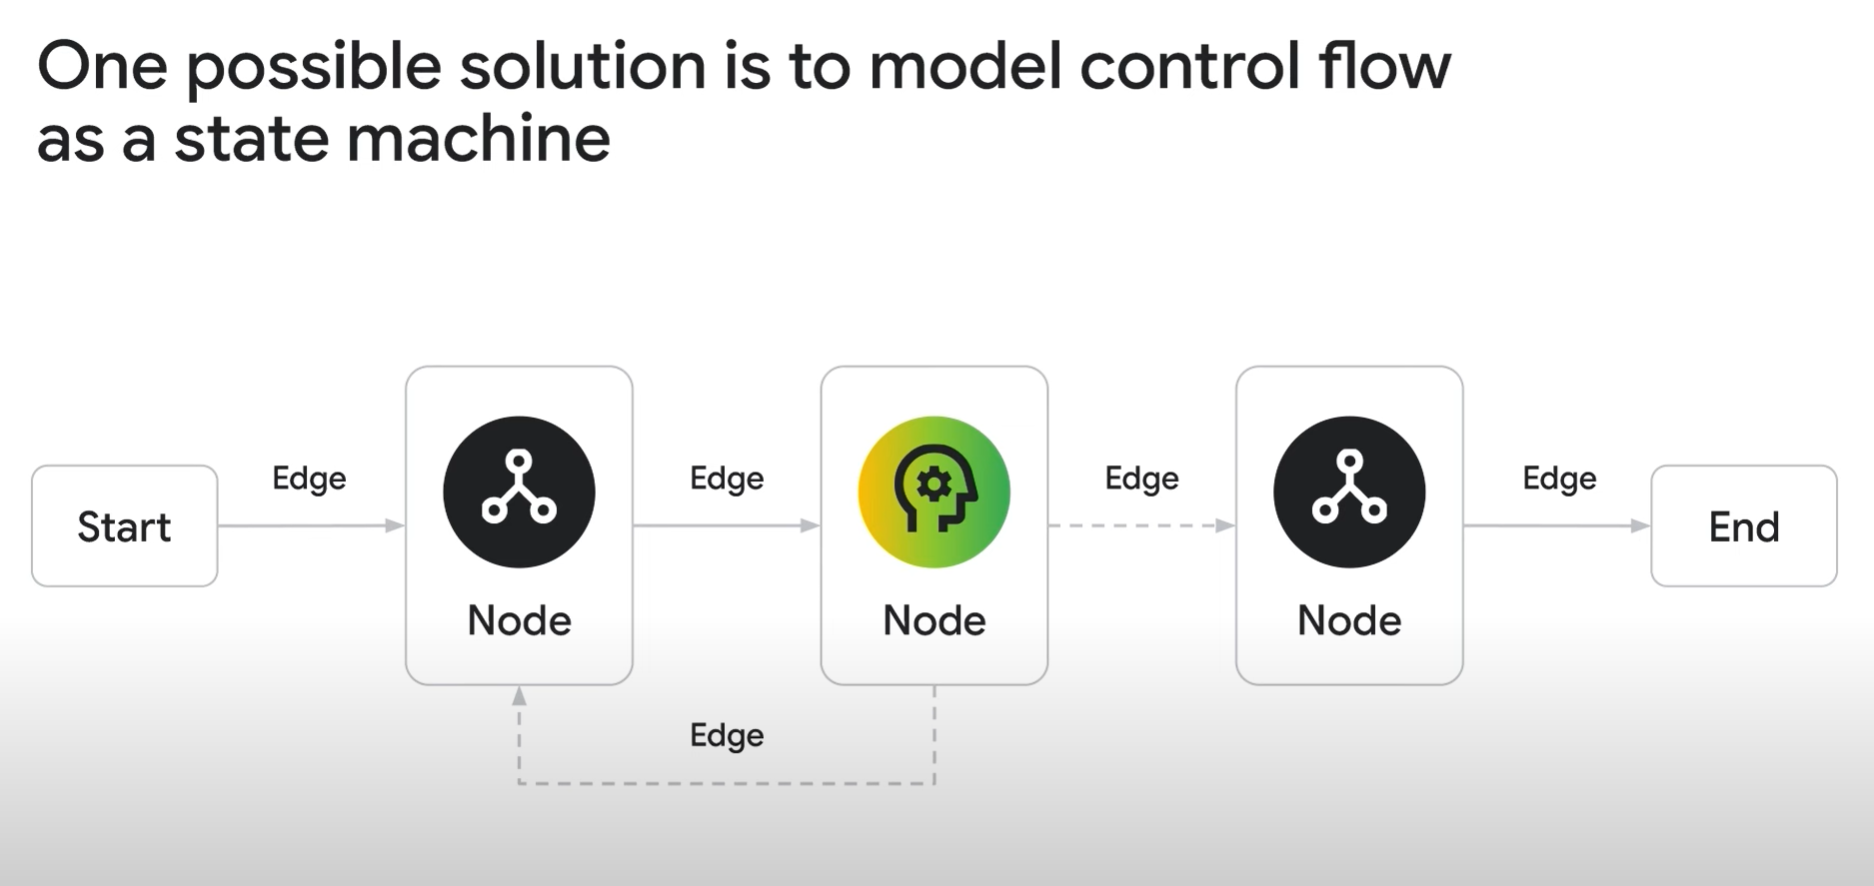 One possible solution is to model control flow
as a state machine
Start
Edge
Node
Edge
Node
Edge
Node
Edge
End
Edge